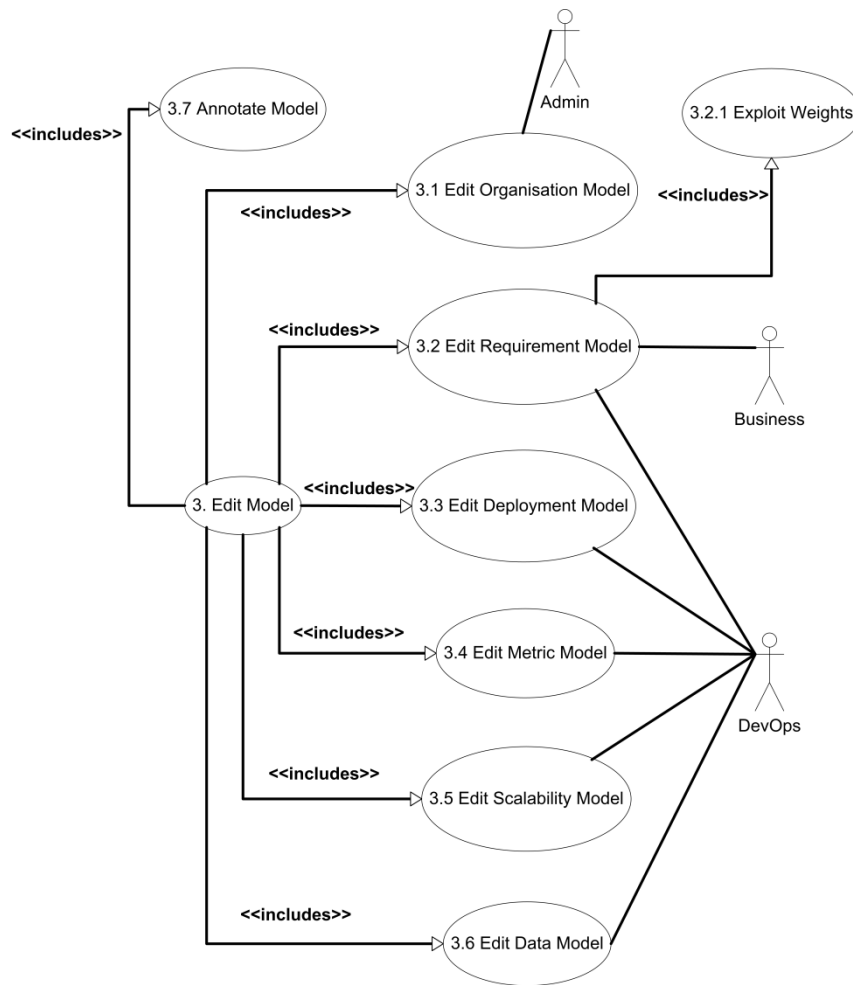 Admin
3.7 Annotate Model
3.2.1 Exploit Weights
<<includes>>
3.1 Edit Organisation Model
<<includes>>
<<includes>>
<<includes>>
3.2 Edit Requirement Model
Business
<<includes>>
3. Edit Model
3.3 Edit Deployment Model
<<includes>>
3.4 Edit Metric Model
DevOps
<<includes>>
3.5 Edit Scalability Model
<<includes>>
3.6 Edit Data Model